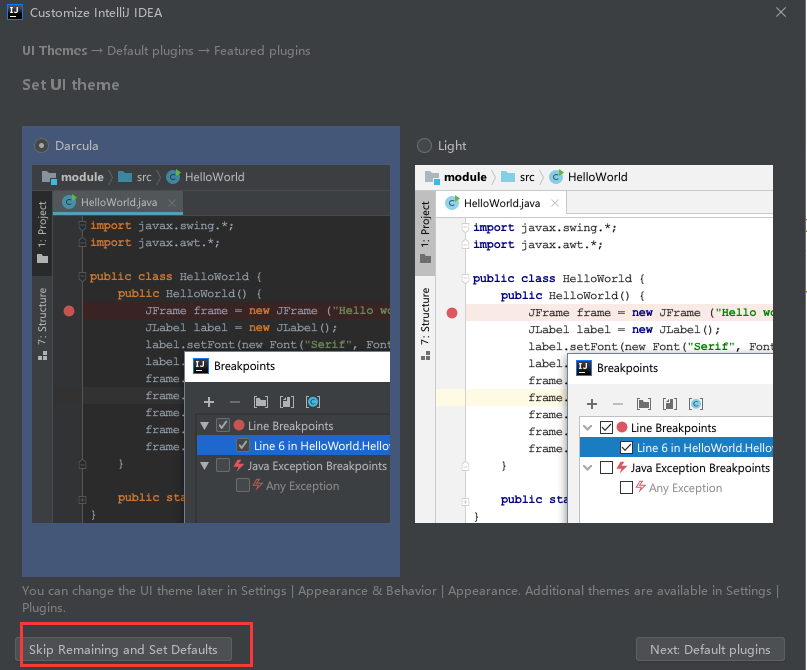 Customize IntelliJ IDEA
UI Themes → Default plugins → Featured plugins
Set UI theme
Darcula
module src HelloWorld
HelloWorld.java
1: Project
7: Structure
import javax.swing.*;
import javax.awt.*;
public class HelloWorld {
public HelloWorld() {
JFrame frame = new JFrame ("Hello wo
JLabel label = new JLabel();
label.setFont(new Font("Serif", Font
label.
frame.
frame.
frame.
frame.
frame.
}
public sta
}
IJ
Breakpoints
Line Breakpoints
Line 6 in HelloWorld.Hello
Java Exception Breakpoints
Any Exception
Light
module src HelloWorld
HelloWorld.java
1: Project
7: Structure
import javax.swing.*;
import javax.awt.*;
public class HelloWorld {
public HelloWorld() {
JFrame frame = new JFrame ("Hello wo
JLabel label = new JLabel();
label.setFont(new Font("Serif", Font
label.
frame.
frame.
frame.
frame.
frame.
}
public sta
}
IJ
Breakpoints
Line Breakpoints
Line 6 in HelloWorld.Hello
Java Exception Breakpoints
Any Exception
You can change the UI theme later in Settings | Appearance & Behavior | Appearance. Additional themes are available in Settings |
Plugins.
Skip Remaining and Set Defaults
Next: Default plugins